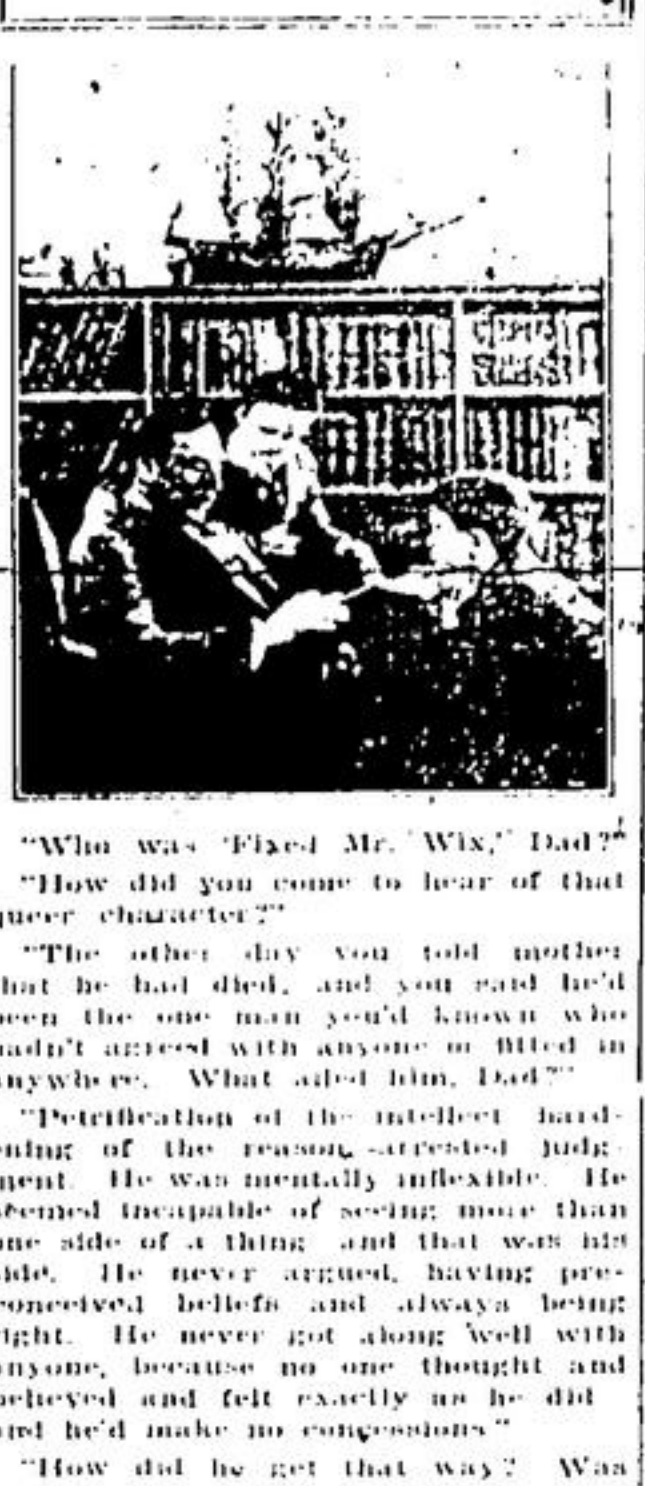 "Who was 'Fixed Mr. Wix,' Dad?"
"How did you come to hear of that
queer character?"
"The other day you told mother
that he had died, and you said he'd
been the one man you'd known who
hadn't agreed with anyone or fitted in
anywhere. What ailed him, Dad?"
"Petrification of the intellect hard-
ening of the reason, arrested judg-
ment. He was mentally inflexible. He
seemed incapable of seeing more than
one side of a thing and that was his
side. He never argued, having pre-
conceived beliefs and always being
right. He never got along well with
anyone, because no one thought and
believed and felt exactly as he did
and he'd make no concessions"
"How did he get that way? Was